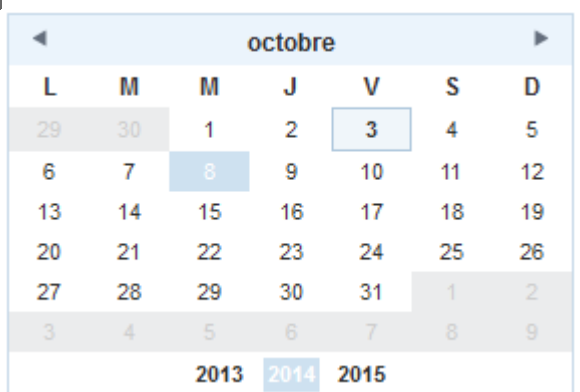 octobre
L M M J V S D
29 30 1 2 3 4 5
6 7 8 9 10 11 12
13 14 15 16 17 18 19
20 21 22 23 24 25 26
27 28 29 30 31 1 2
3 4 5 6 7 8 9
2013 2014 2015